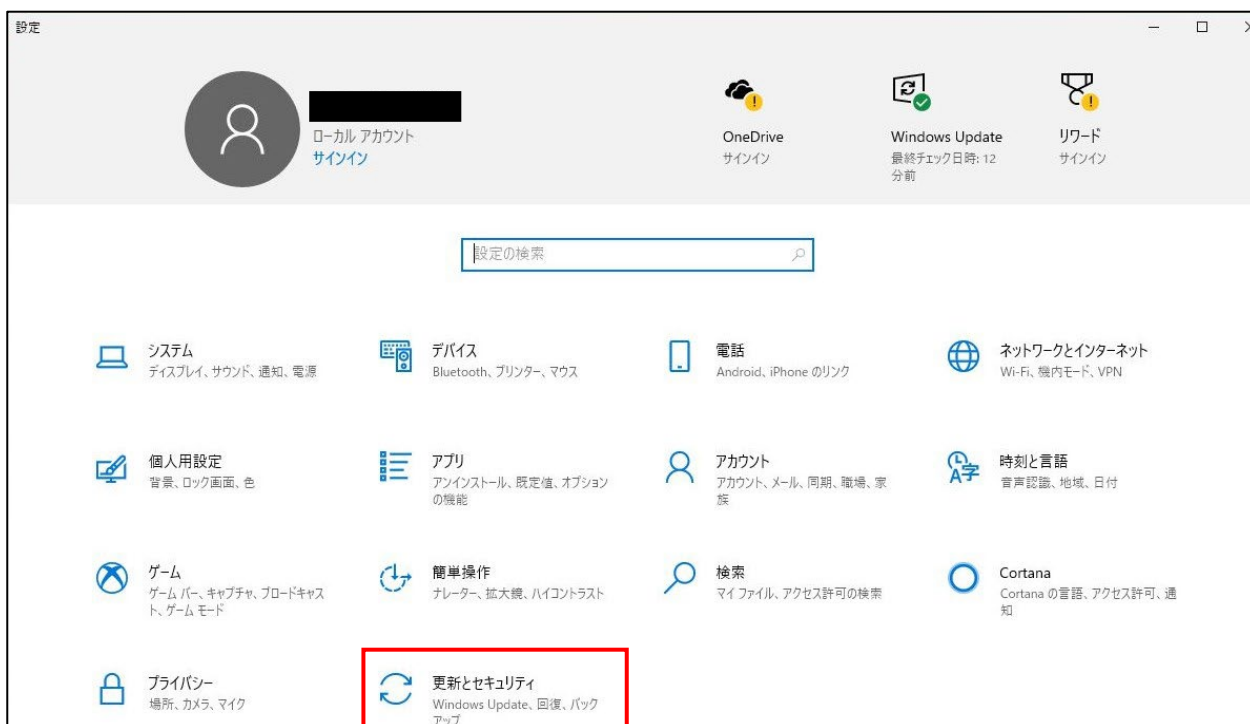 設定
ローカル アカウント
サインイン
OneDrive
サインイン
Windows Update
最終チェック日時: 12
分前
リワード
サインイン
設定の検索
システム
ディスプレイ、サウンド、通知、電源
デバイス
Bluetooth、プリンター、マウス
電話
Android、iPhone のリンク
ネットワークとインターネット
Wi-Fi、機内モード、VPN
個人用設定
背景、ロック画面、色
アプリ
アンインストール、既定値、オプション
の機能
アカウント
アカウント、メール、同期、職場、家
族
時刻と言語
音声認識、地域、日付
ゲーム
ゲーム バー、キャプチャ、ブロードキャス
ト、ゲーム モード
簡単操作
ナレーター、拡大鏡、ハイコントラスト
検索
マイ ファイル、アクセス許可の検索
Cortana
Cortana の言語、アクセス許可、通
知
プライバシー
場所、カメラ、マイク
更新とセキュリティ
Windows Update、回復、バック
アップ